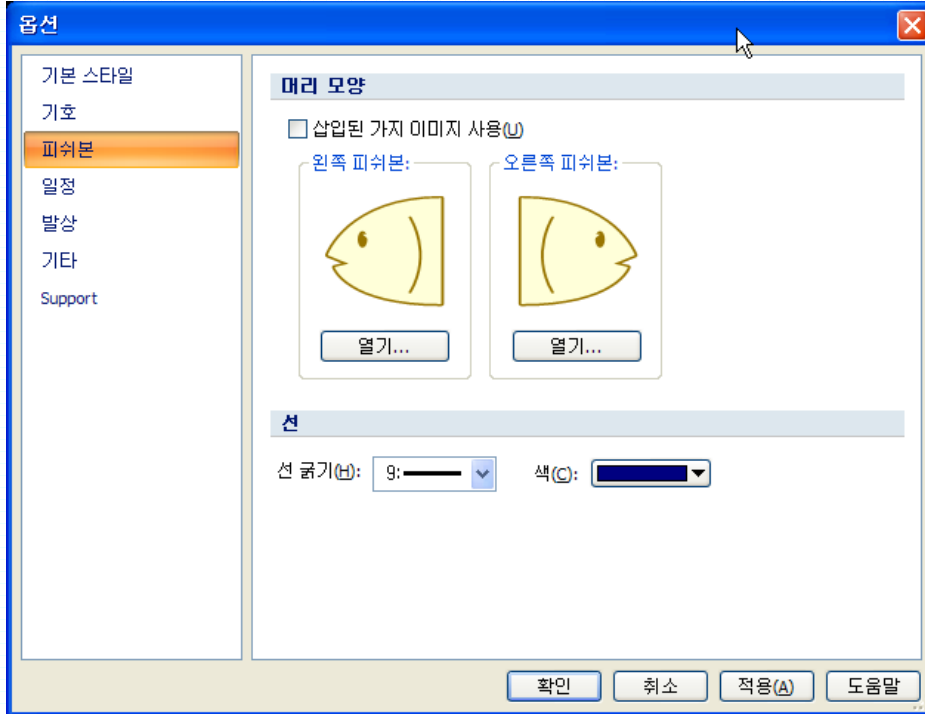 옵션
기본 스타일
기호
피쉬본
일정
발상
기타
Support
머리 모양
삽입된 가지 이미지 사용(U)
왼쪽 피쉬본:
오른쪽 피쉬본:
열기...
열기...
선
선 굵기(H):
9:
색(C):
확인
취소
적용(A)
도움말